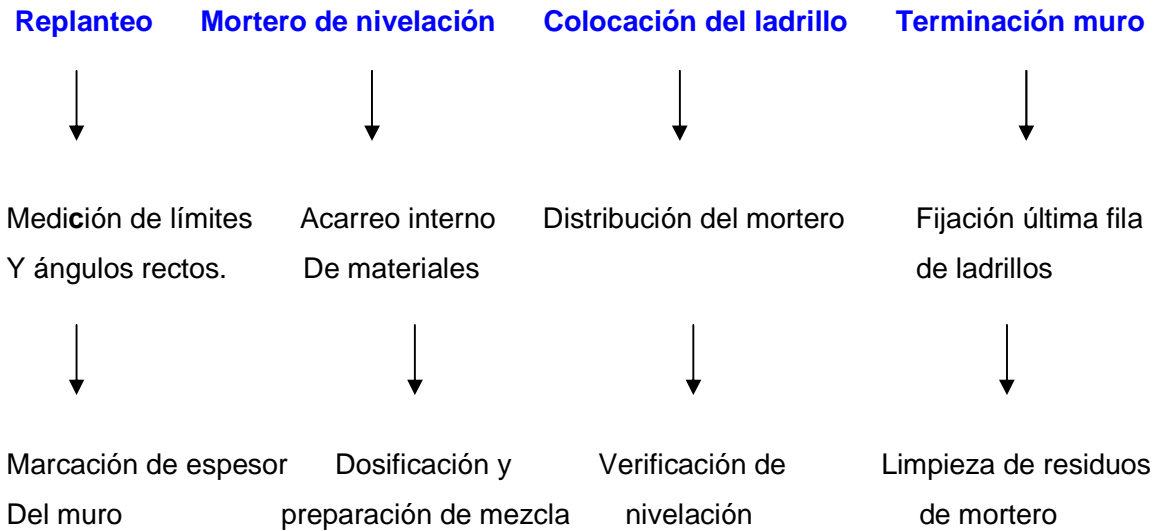 Replanteo Mortero de nivelación Colocación del ladrillo Terminación muro
Medición de límites Acarreo interno Distribución del mortero Fijación última fila
Y ángulos rectos. De materiales de ladrillos
Marcación de espesor Dosificación y Verificación de Limpieza de residuos
Del muro preparación de mezcla nivelación de mortero